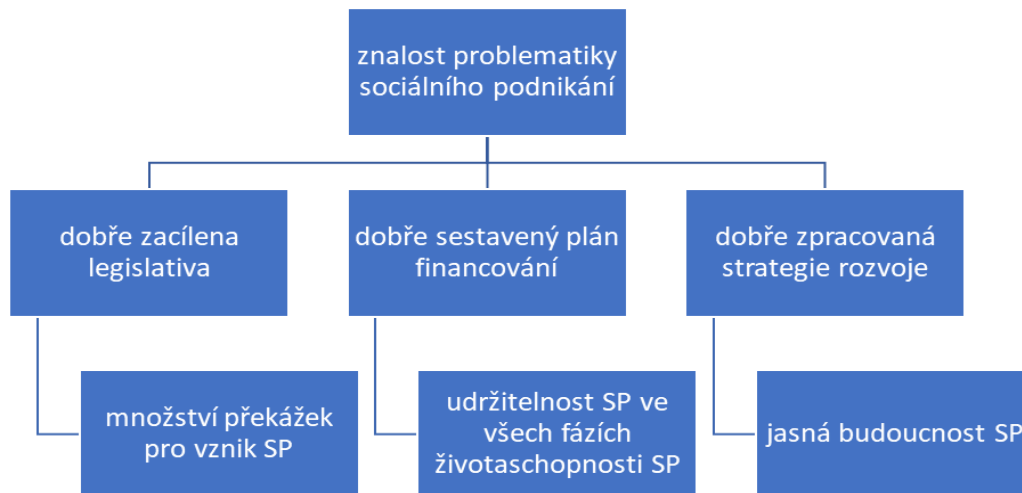 znalost problematiky
sociálního podnikání
dobře zacílena
legislativa
dobře sestavený plán
financování
dobře zpracovaná
strategie rozvoje
množství překážek
pro vznik SP
udržitelnost SP ve
všech fázích
životaschopnosti SP
jasná budoucnost SP